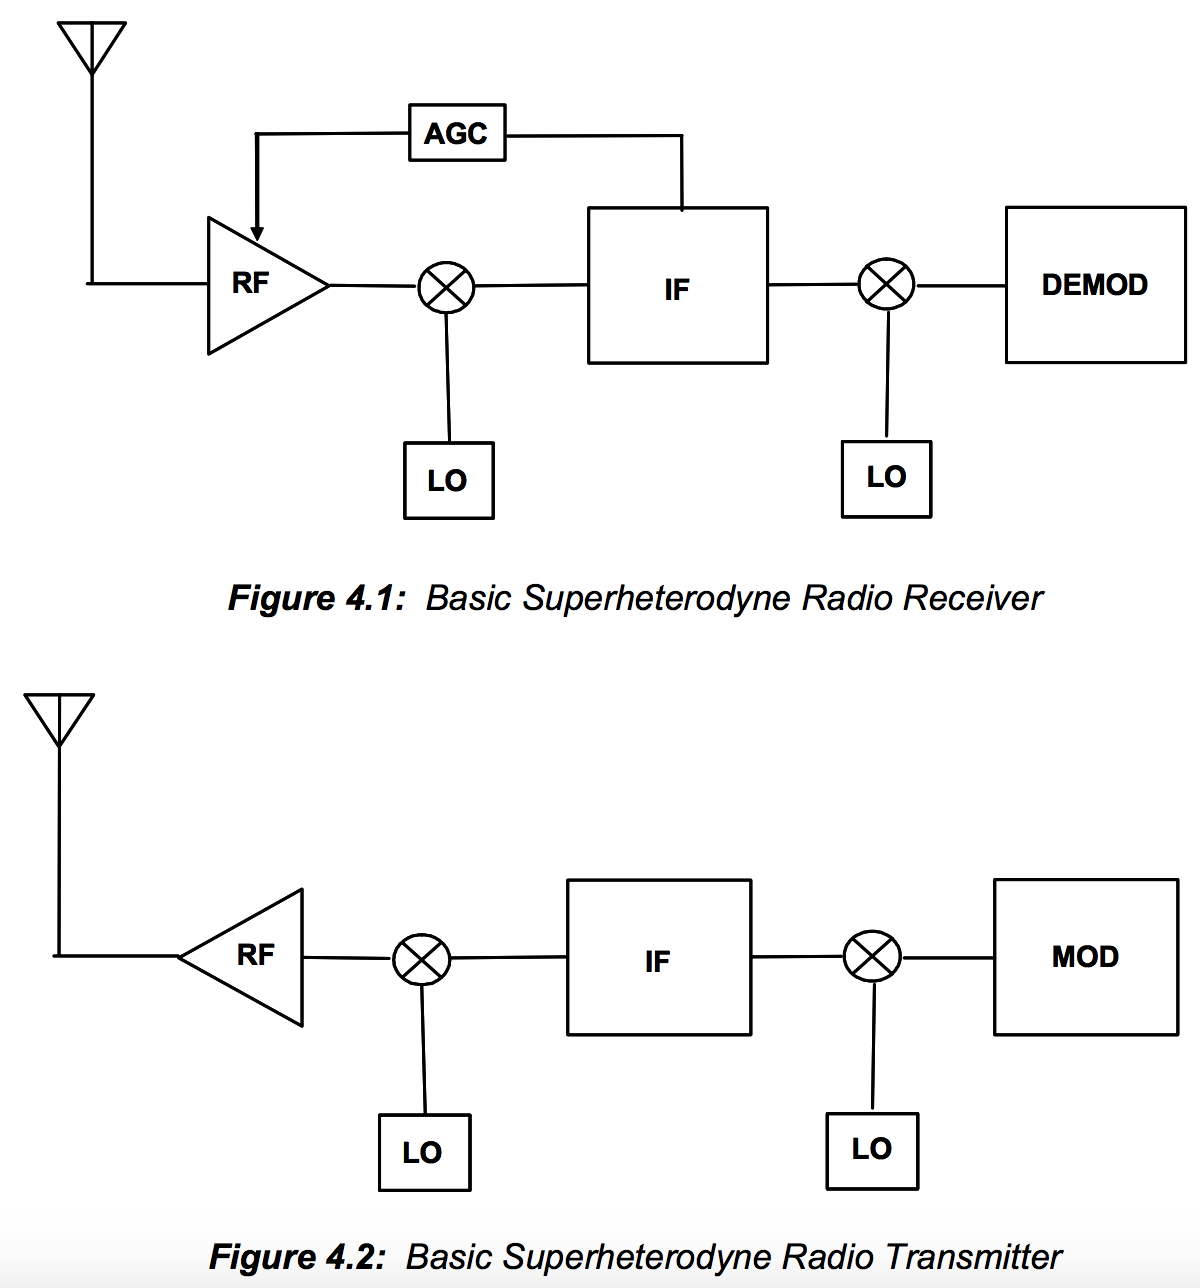 AGC
RF
IF
DEMOD
LO
LO
Figure 4.1: Basic Superheterodyne Radio Receiver
RF
IF
MOD
LO
LO
Figure 4.2: Basic Superheterodyne Radio Transmitter